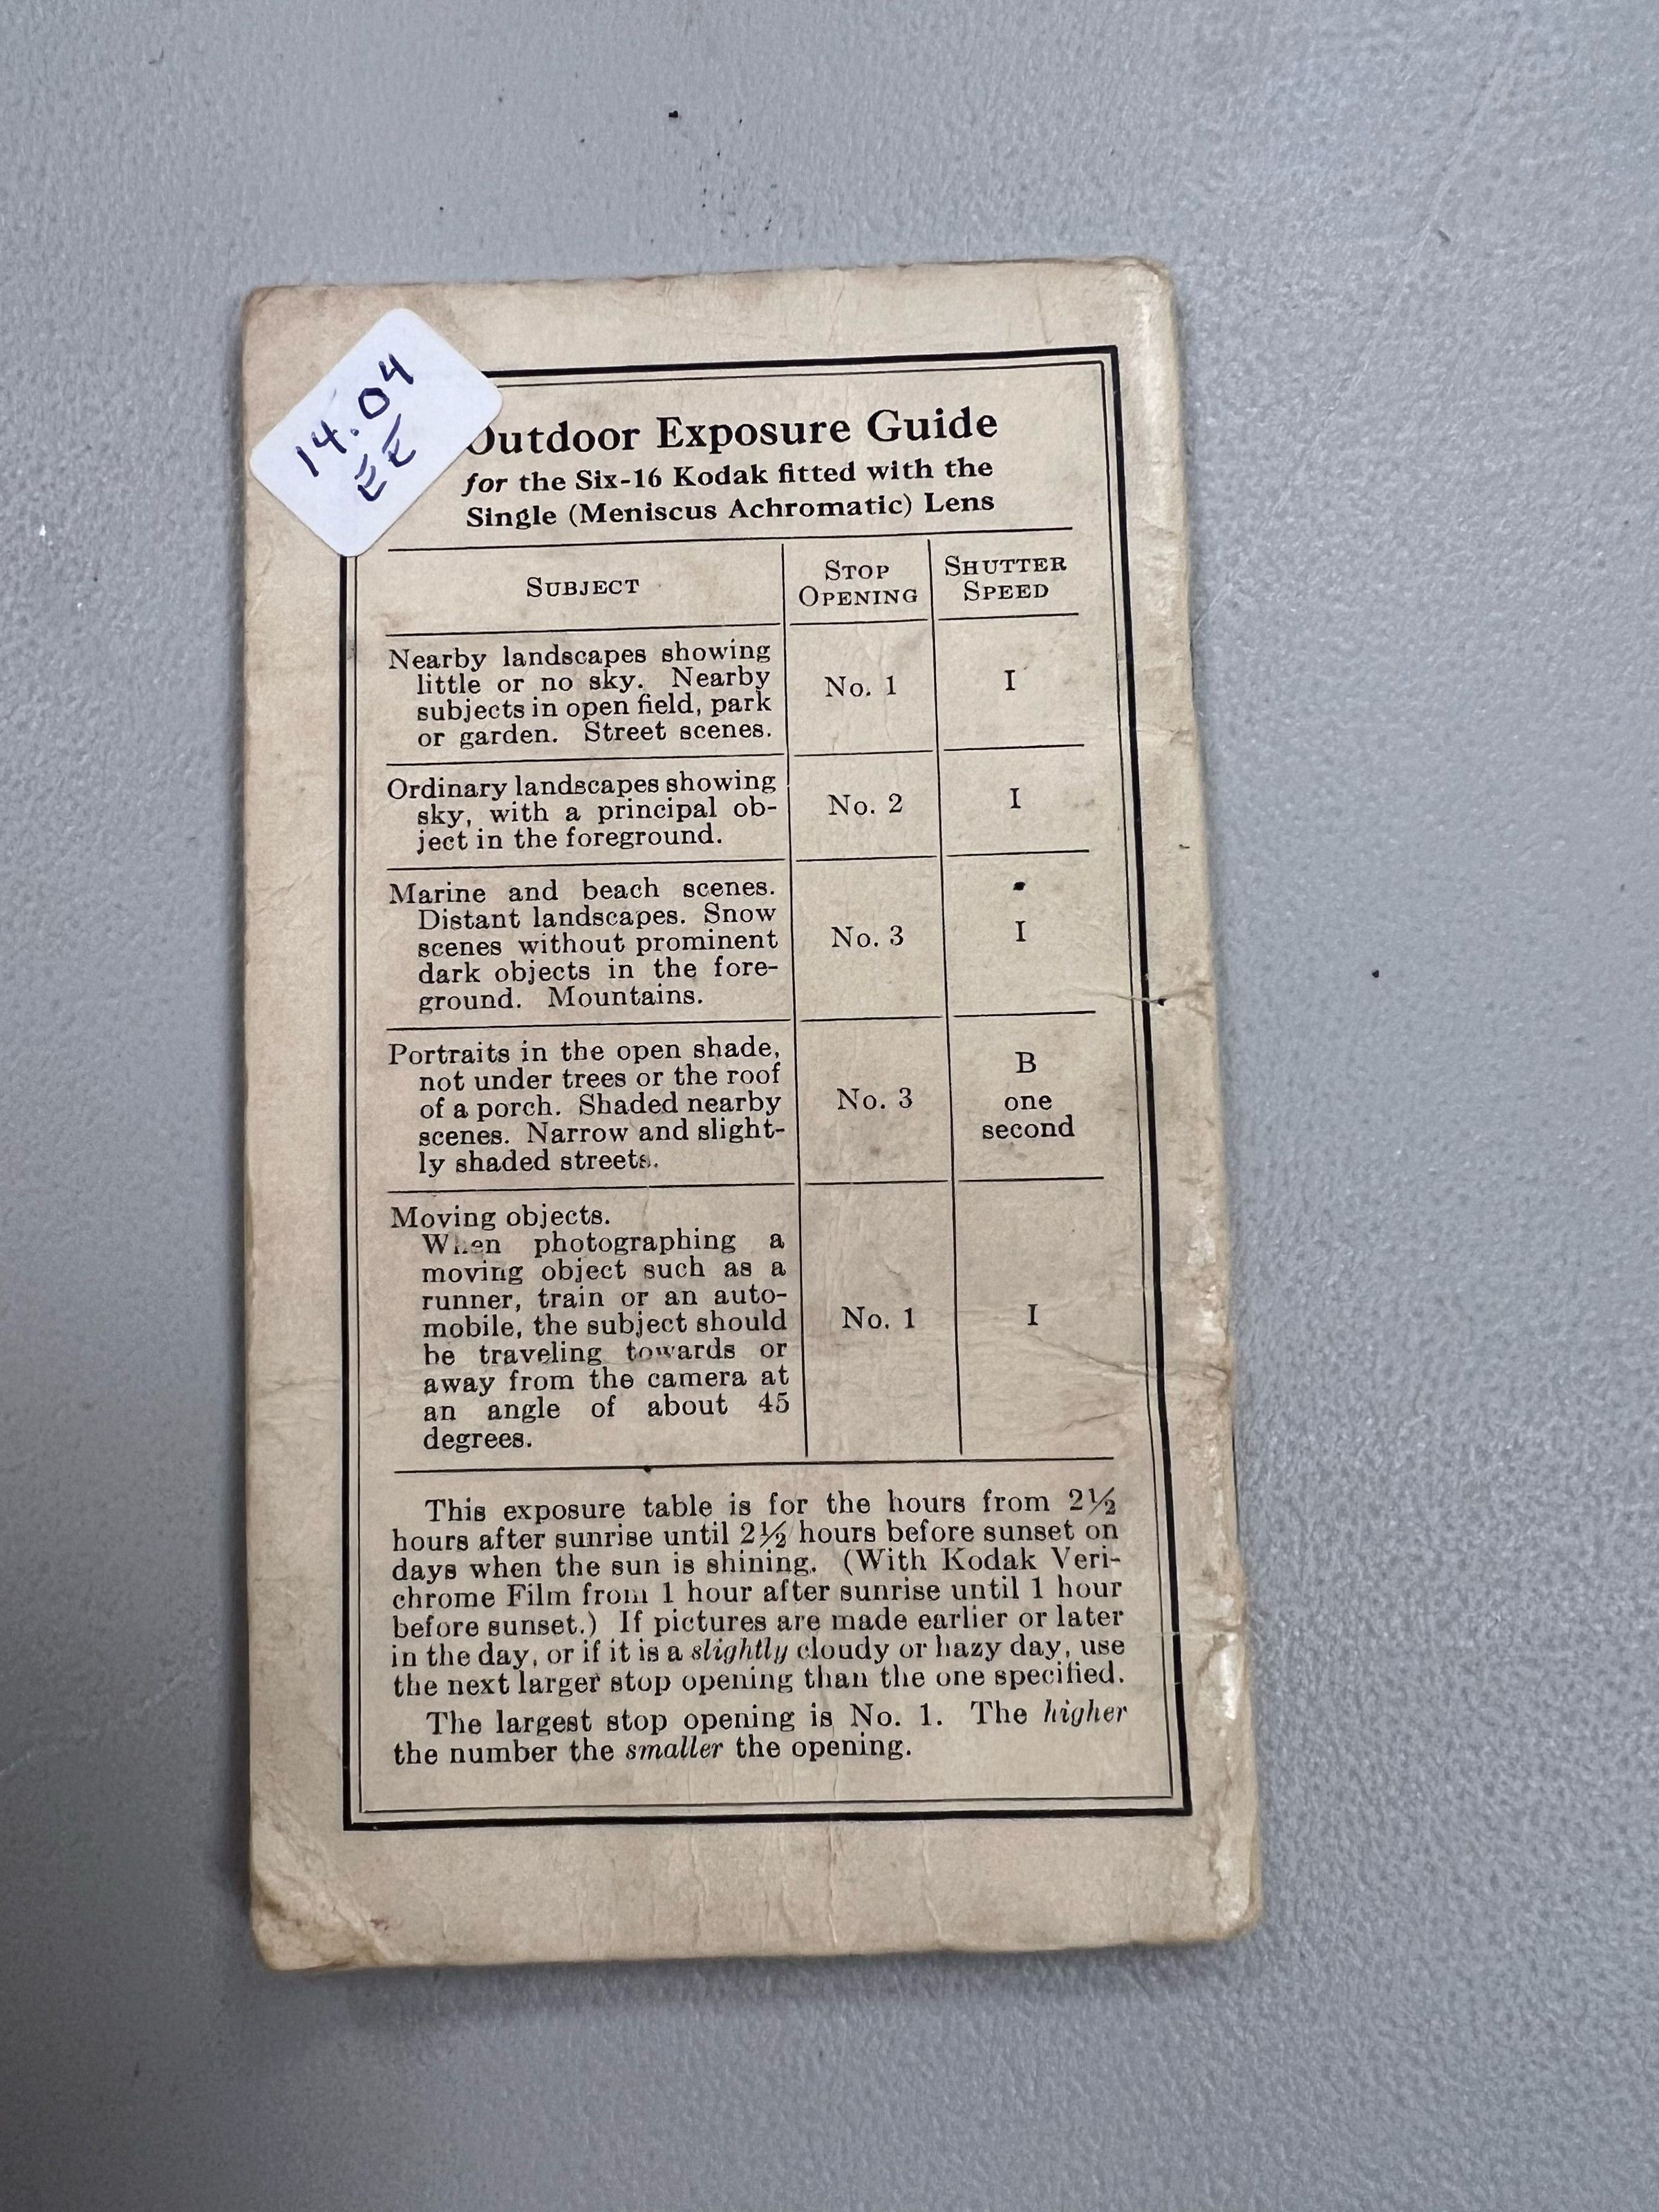 14.04
EE
Outdoor Exposure Guide
for the Six-16 Kodak fitted with the
Single (Meniscus Achromatic) Lens
SUBJECT
STOP
OPENING
SHUTTER
SPEED
Nearby landscapes showing
little or no sky. Nearby
subjects in open field, park
or garden. Street scenes.
No. 1
I
Ordinary landscapes showing
sky, with a principal ob-
ject in the foreground.
No. 2
I
Marine and beach scenes.
Distant landscapes. Snow
scenes without prominent
dark objects in the fore-
ground. Mountains.
No. 3
I
Portraits in the open shade,
not under trees or the roof
of a porch. Shaded nearby
scenes. Narrow and slight-
ly shaded streets.
No. 3
B
one
second
Moving objects.
When photographing a
moving object such as a
runner, train or an auto-
mobile, the subject should
be traveling towards or
away from the camera at
an angle of about 45
degrees.
No. 1
I
This exposure table is for the hours from 2½
hours after sunrise until 2½ hours before sunset on
days when the sun is shining. (With Kodak Veri-
chrome Film from 1 hour after sunrise until 1 hour
before sunset.) If pictures are made earlier or later
in the day, or if it is a slightly cloudy or hazy day, use
the next larger stop opening than the one specified.
The largest stop opening is No. 1. The higher
the number the smaller the opening.